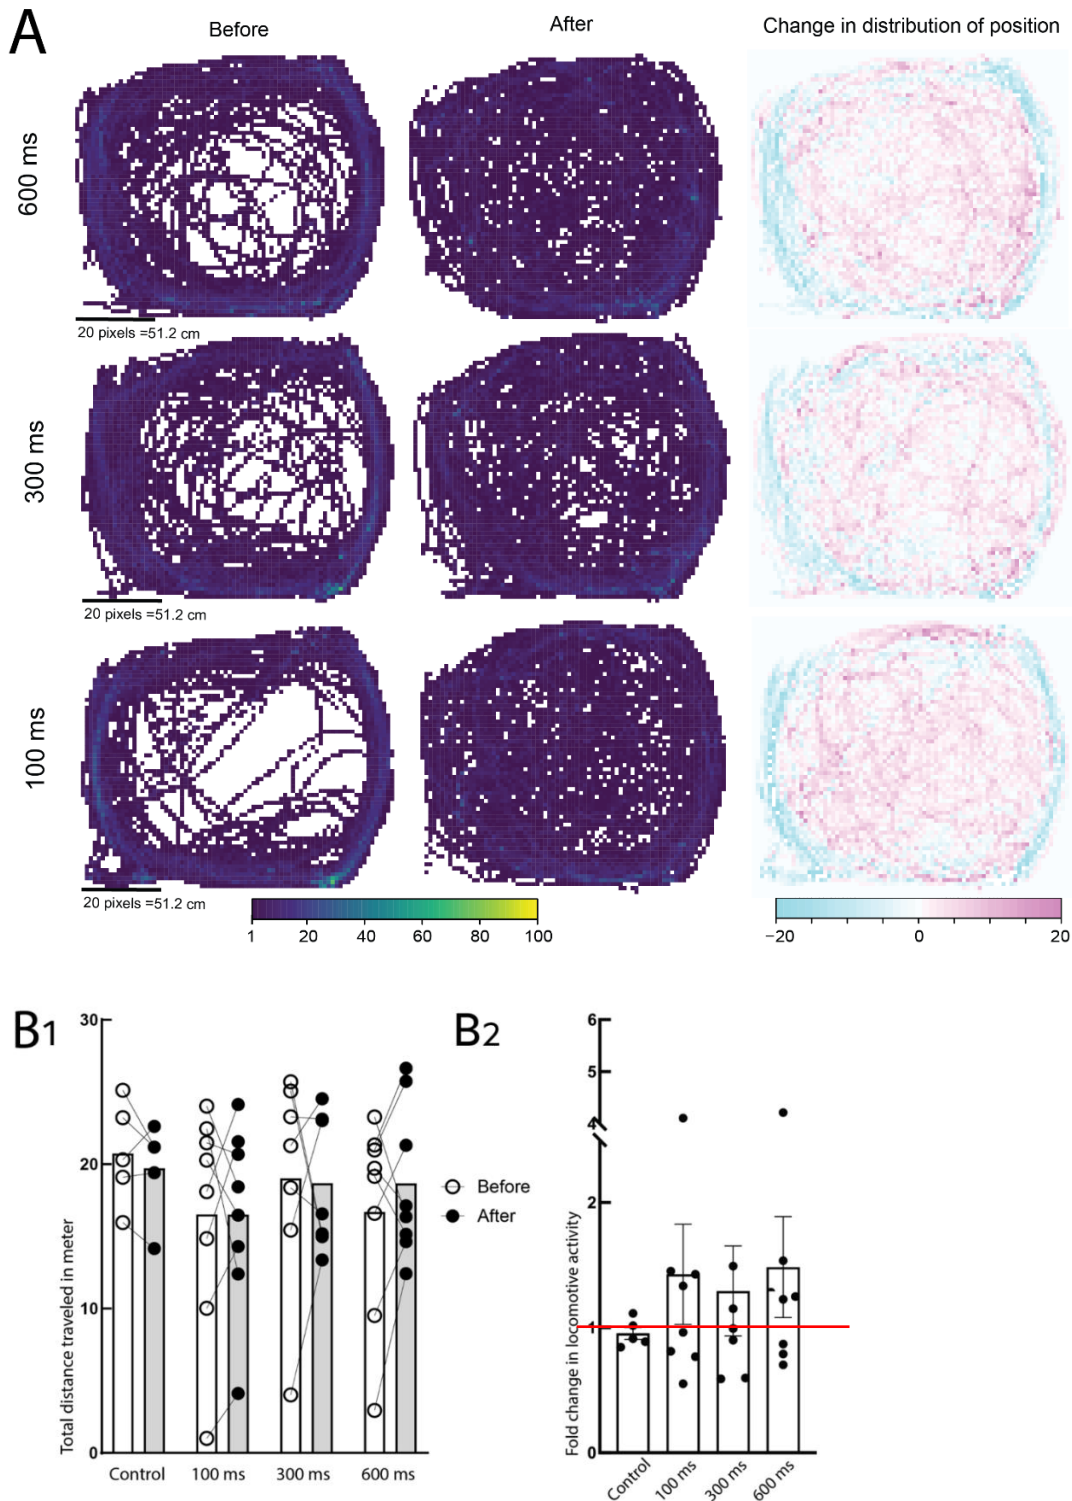 A
Before
After
Change in distribution of position
600 ms
20 pixels =51.2 cm
300 ms
20 pixels =51.2 cm
100 ms
20 pixels =51.2 cm
1 20 40 60 80 100
−20 0 20
B1
B2
Total distance traveled in meter
30
20
10
0
Control 100 ms 300 ms 600 ms
Before
After
Fold change in locomotive activity
6
5
4
2
1
0
Control 100 ms 300 ms 600 ms